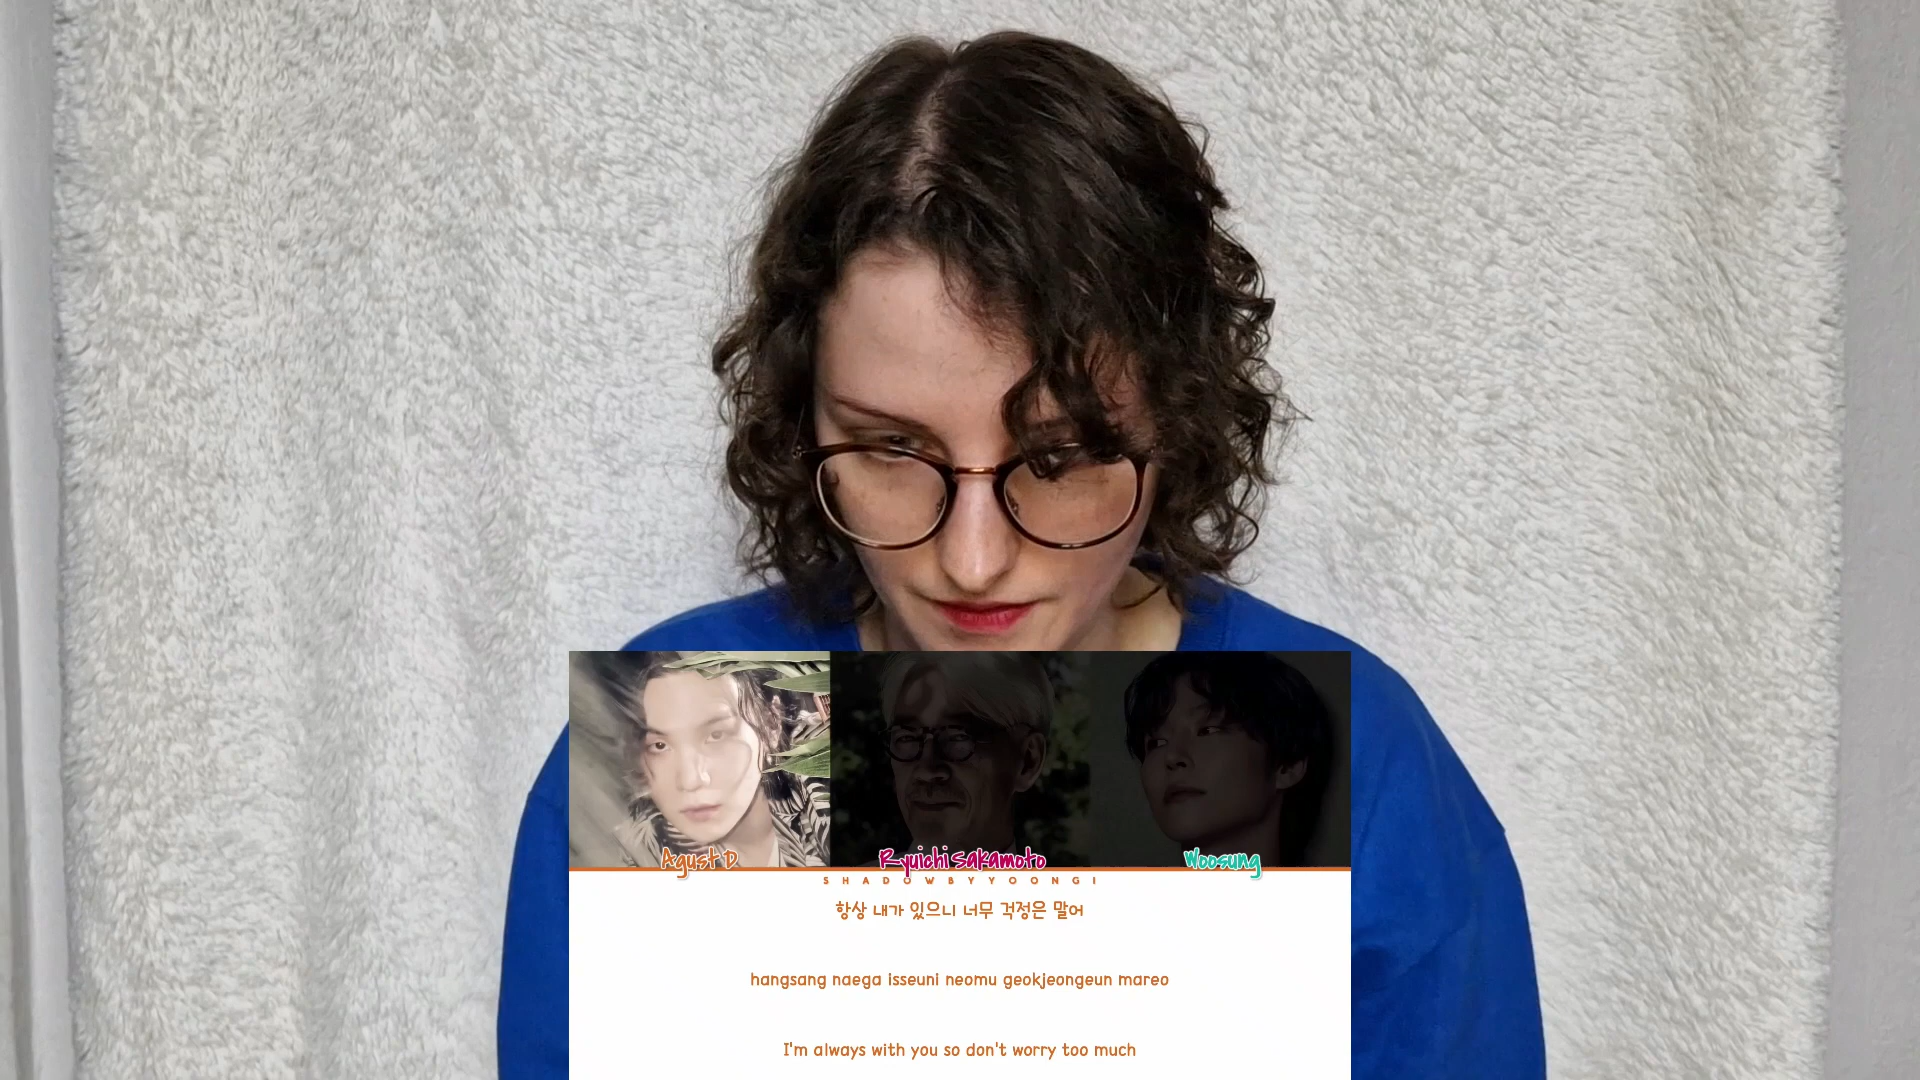 Agust D Ryuichi Sakamoto Woosung
SHADOWBYYOONGI
항상 내가 있으니 너무 걱정은 말어
hangsang naega isseuni neomu geokjeongeun mareo
I'm always with you so don't worry too much